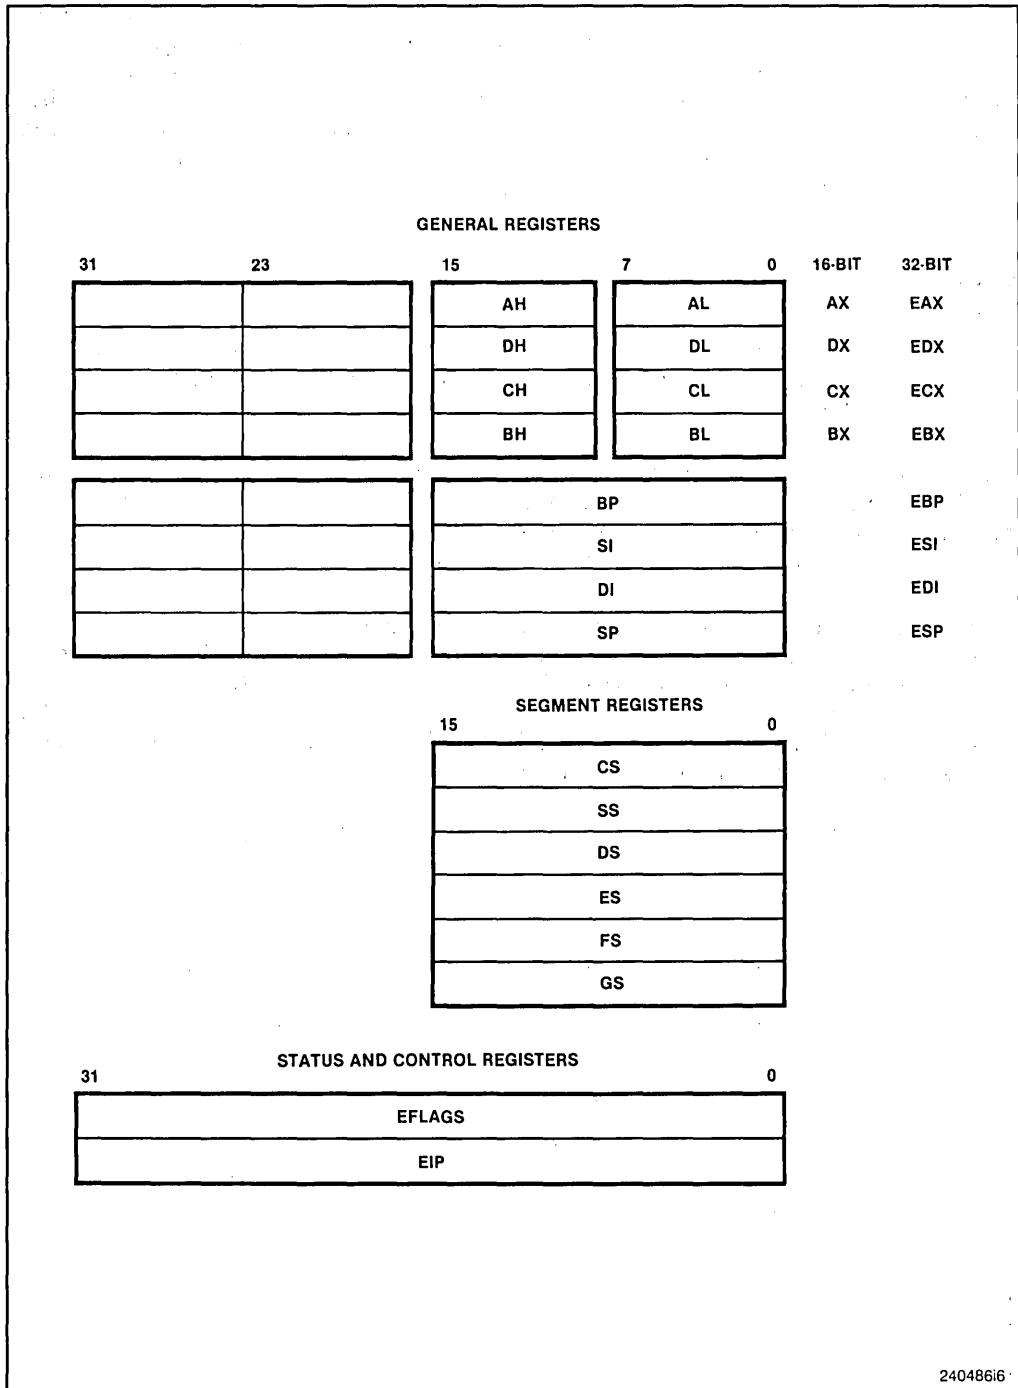 GENERAL REGISTERS
31 23 15 7 0 16-BIT 32-BIT
AH AL AX EAX
DH DL DX EDX
CH CL CX ECX
BH BL BX EBX
BP EBP
SI ESI
DI EDI
SP ESP
SEGMENT REGISTERS
15 0
CS
SS
DS
ES
FS
GS
STATUS AND CONTROL REGISTERS
31 0
EFLAGS
EIP
240486i6